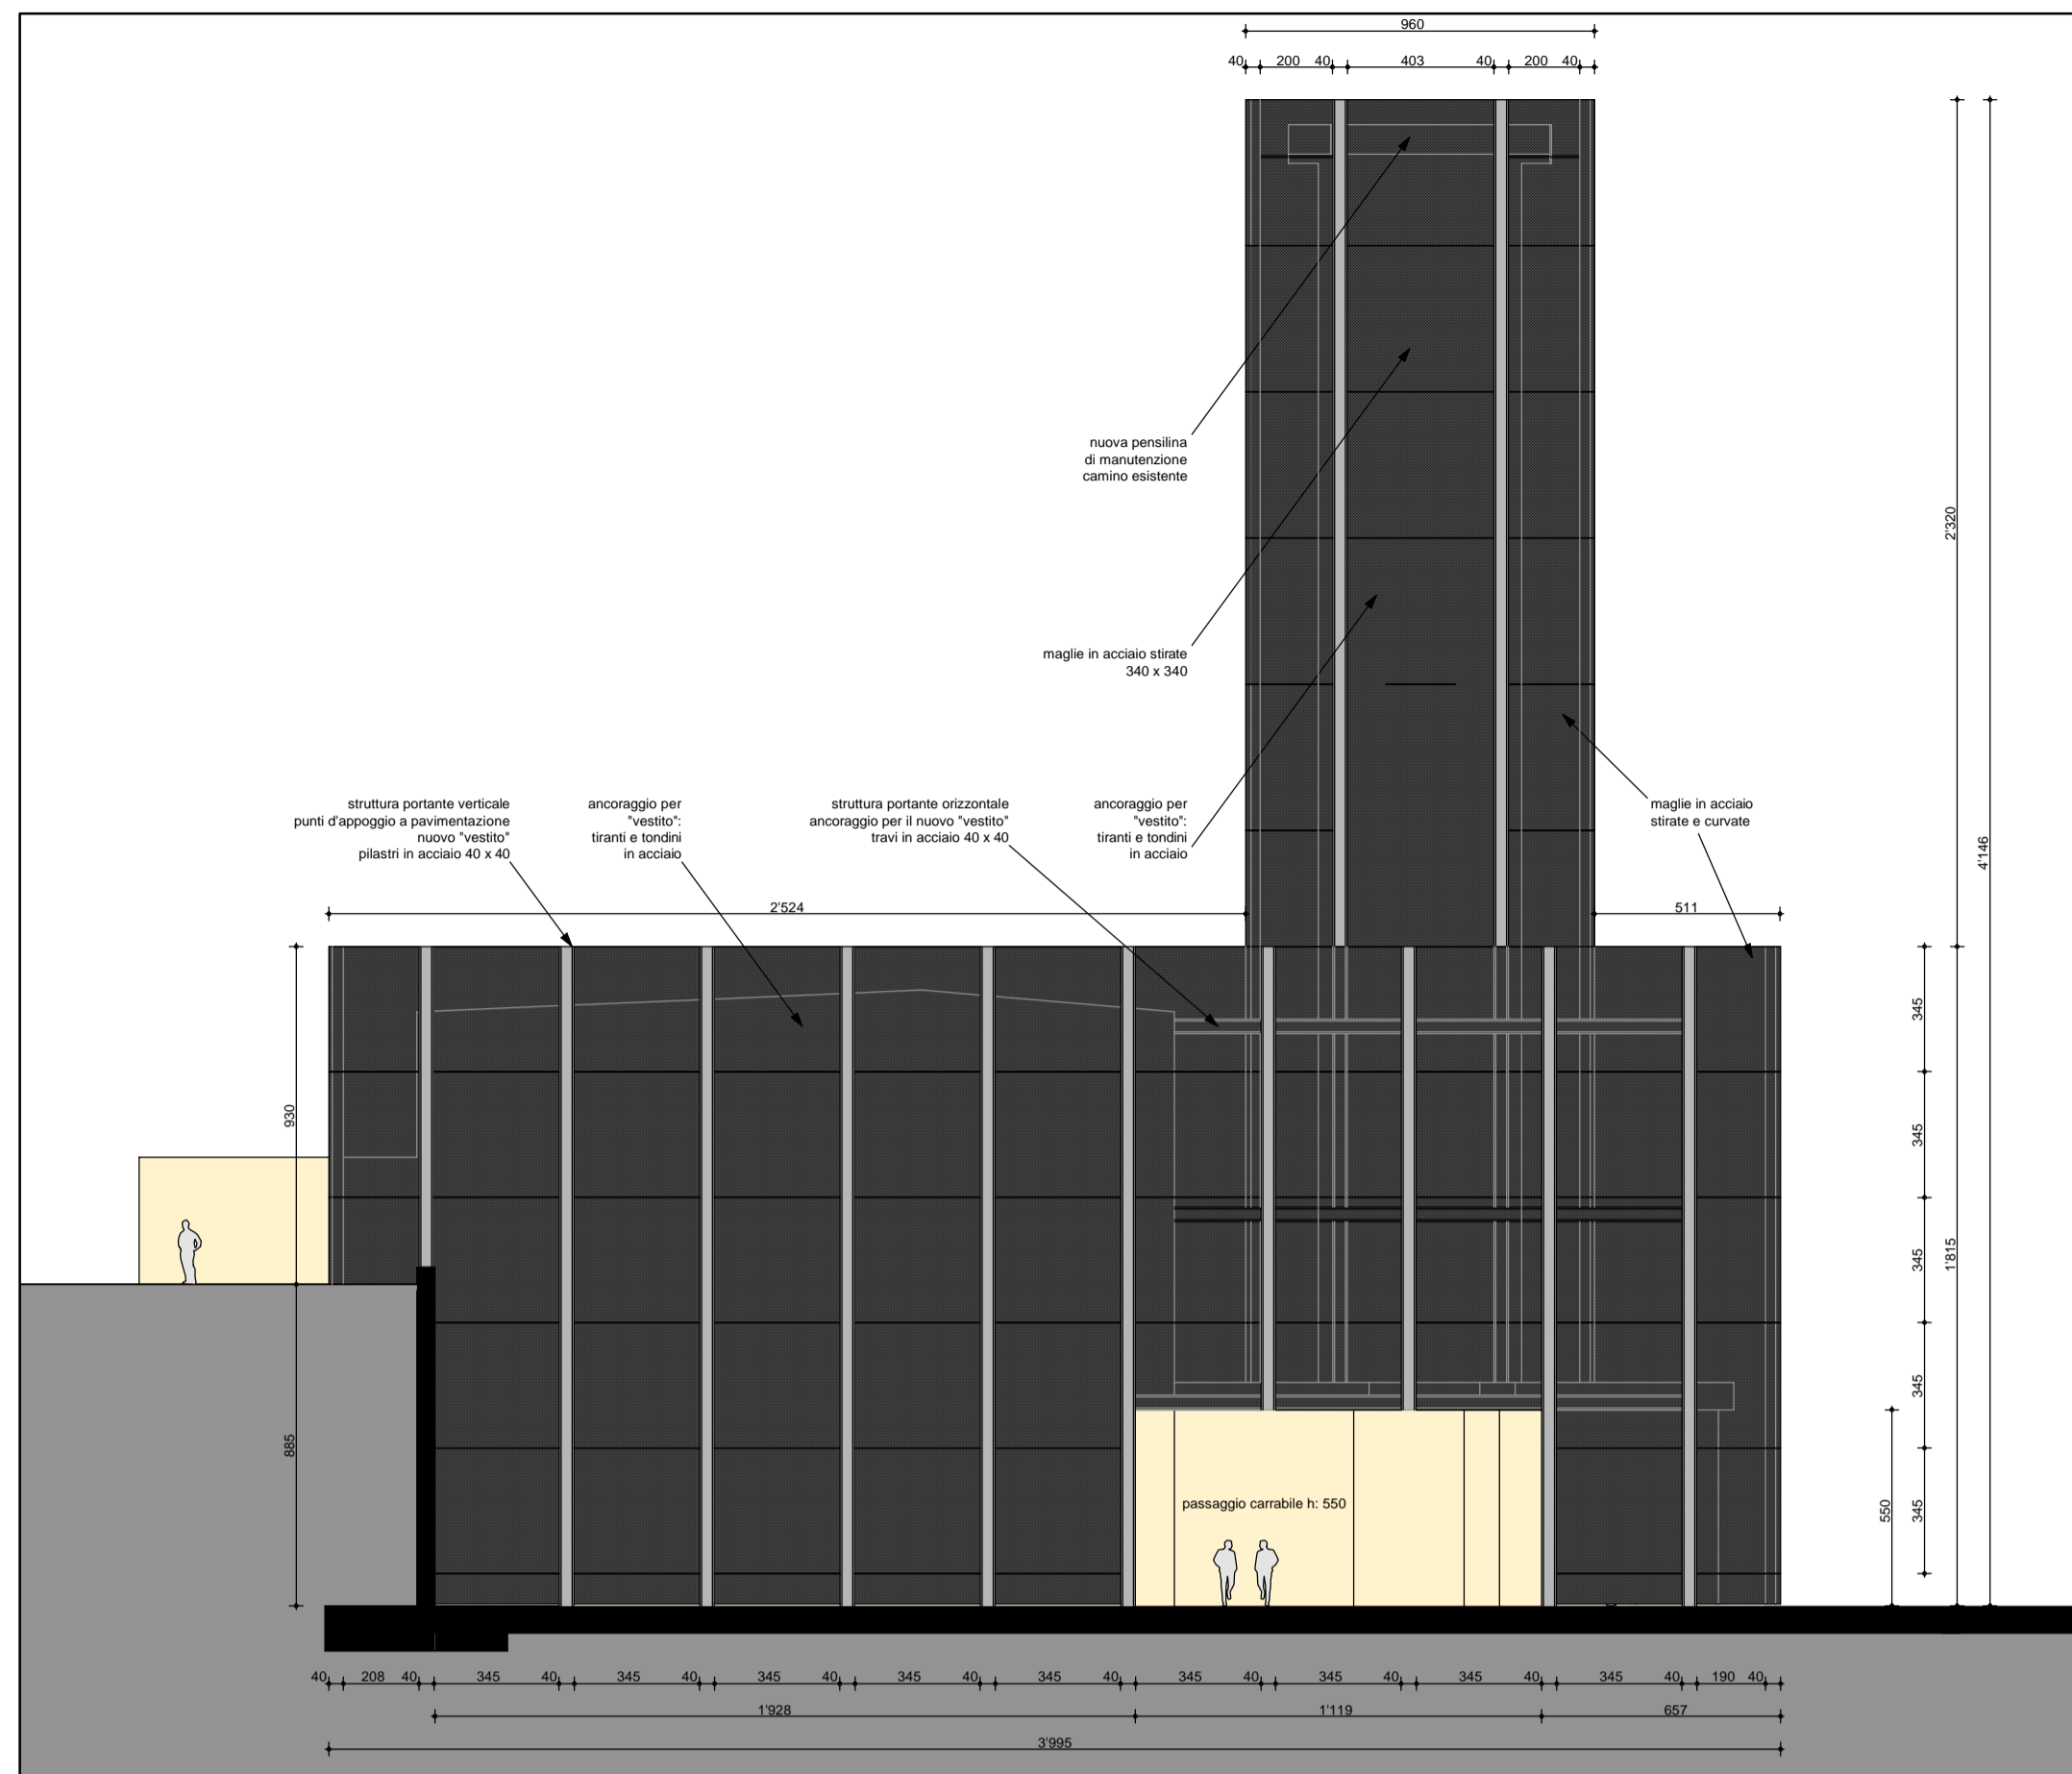 960
40 200 40 403 40 200 40
nuova pensilina
di manutenzione
camino esistente
2'320
maglie in acciaio stirate
340 x 340
struttura portante verticale
punti d'appoggio a pavimentazione
nuovo "vestito"
pilastri in acciaio 40 x 40
ancoraggio per
"vestito":
tiranti e tondini
in acciaio
struttura portante orizzontale
ancoraggio per il nuovo "vestito"
travi in acciaio 40 x 40
ancoraggio per
"vestito":
tiranti e tondini
in acciaio
maglie in acciaio
stirate e curvate
4'146
2'524
511
345
930
345
345
1'815
345
885
550
345
passaggio carrabile h: 550
40 208 40 345 40 345 40 345 40 345 40 345 40 345 40 345 40 345 40 345 40 190 40
1'928 1'119 657
3'995